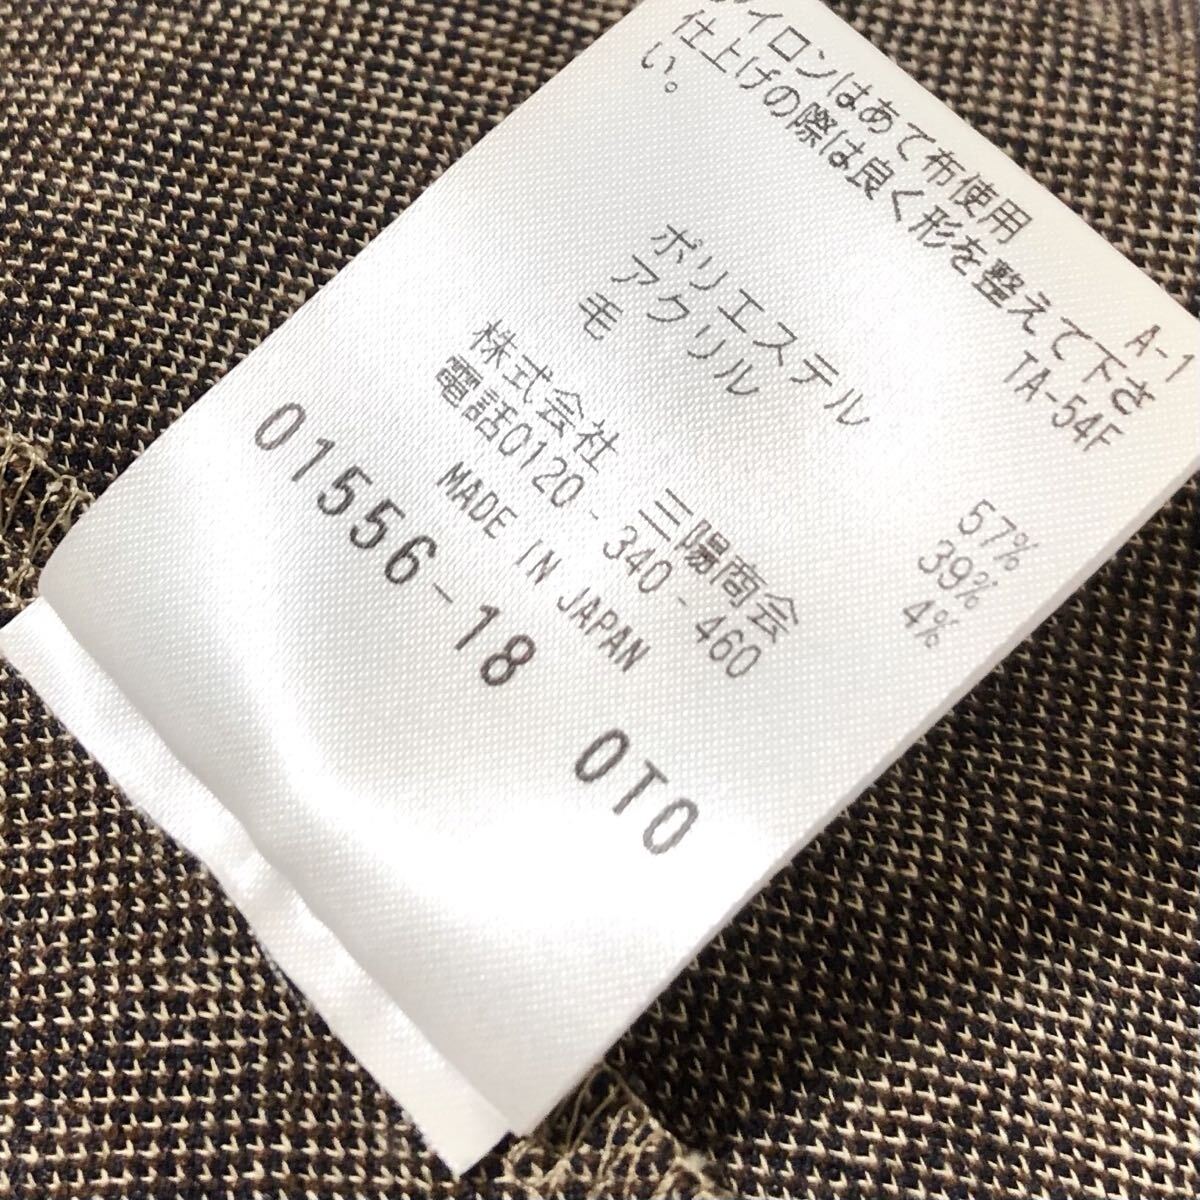 アイロンはあて布使用
仕上げの際は良く形を整えて下さ
い。
A-1
TA-54F
ポリエステル 57%
アクリル 39%
毛 4%
株式会社 三陽商会
電話0120-340-460
MADE IN JAPAN
01556-18 0T0